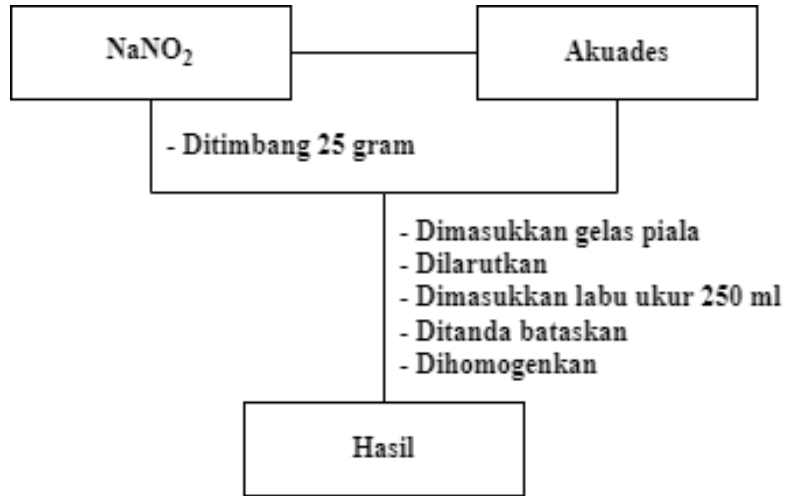 NaNO₂
Akuades
- Ditimbang 25 gram
- Dimasukkan gelas piala
- Dilarutkan
- Dimasukkan labu ukur 250 ml
- Ditanda bataskan
- Dihomogenkan
Hasil